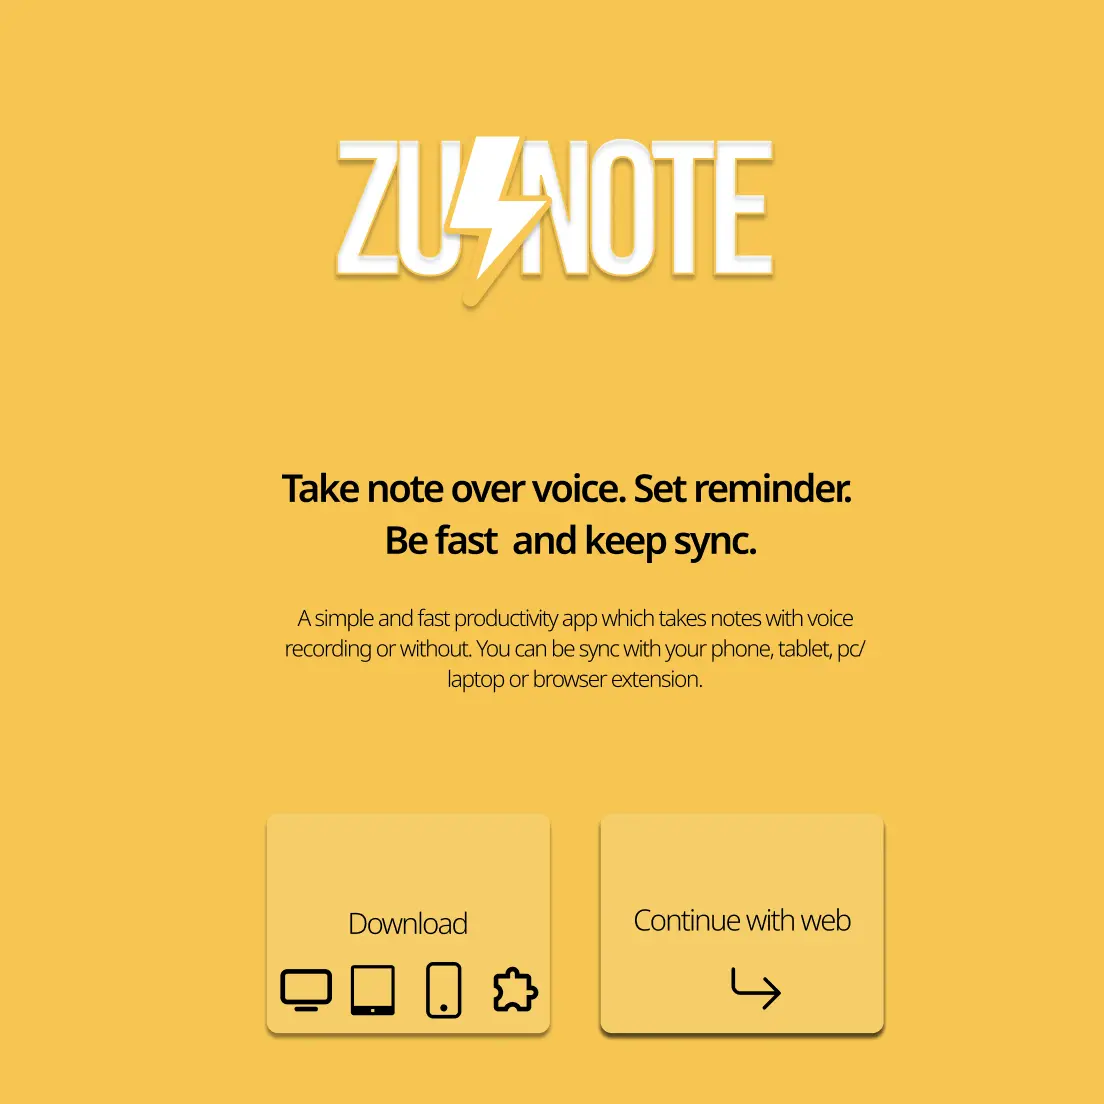 ZUNOTE
Take note over voice. Set reminder.
Be fast  and keep sync.
A simple and fast productivity app which takes notes with voice
recording or without. You can be sync with your phone, tablet, pc/
laptop or browser extension.
Download
Continue with web